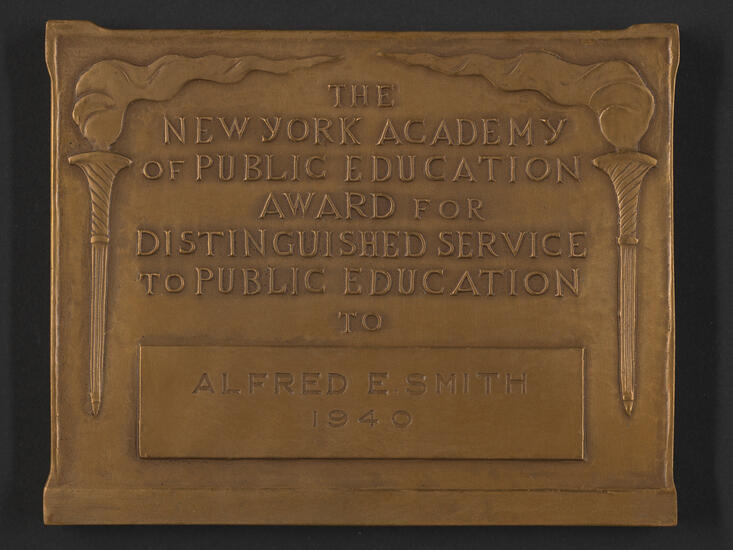 THE
NEW YORK ACADEMY
OF PUBLIC EDUCATION
AWARD FOR
DISTINGUISHED SERVICE
TO PUBLIC EDUCATION
TO
ALFRED E. SMITH
1940